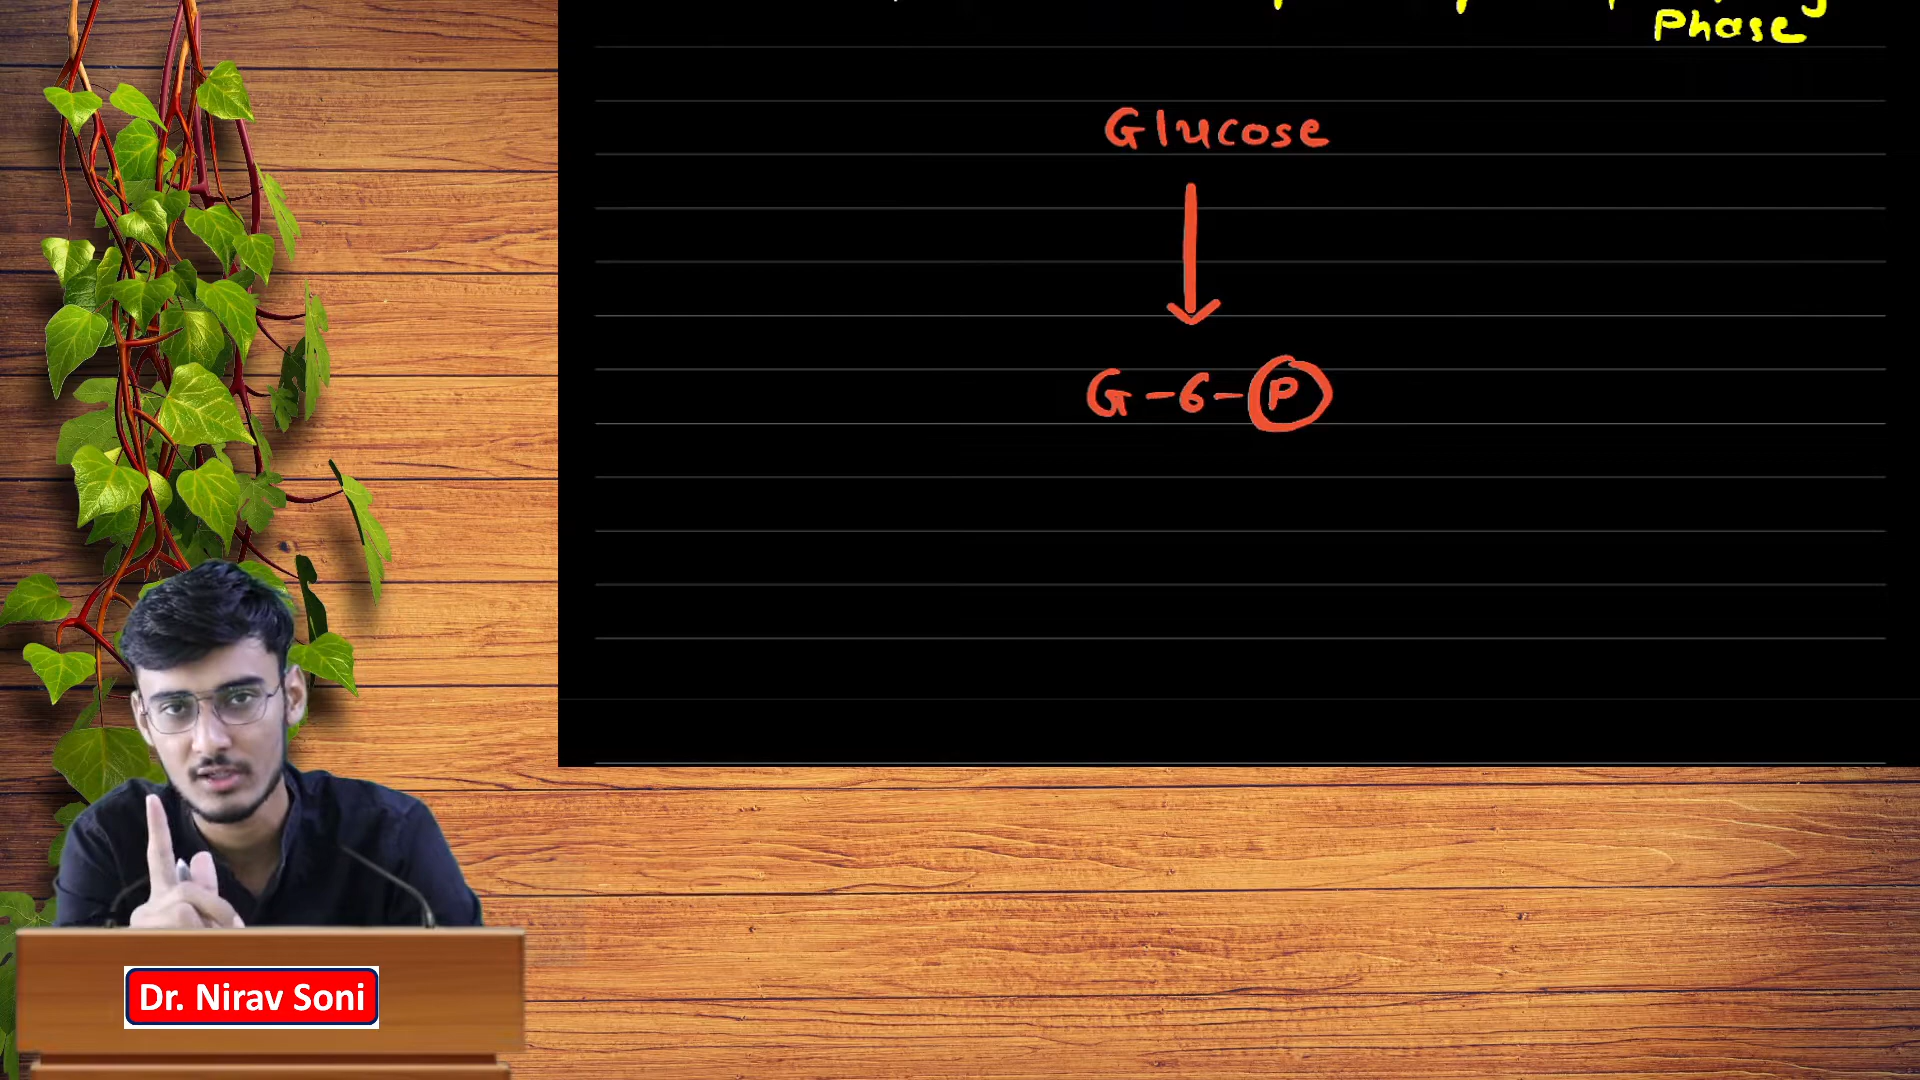 Phase
Glucose
G-6-P
Dr. Nirav Soni